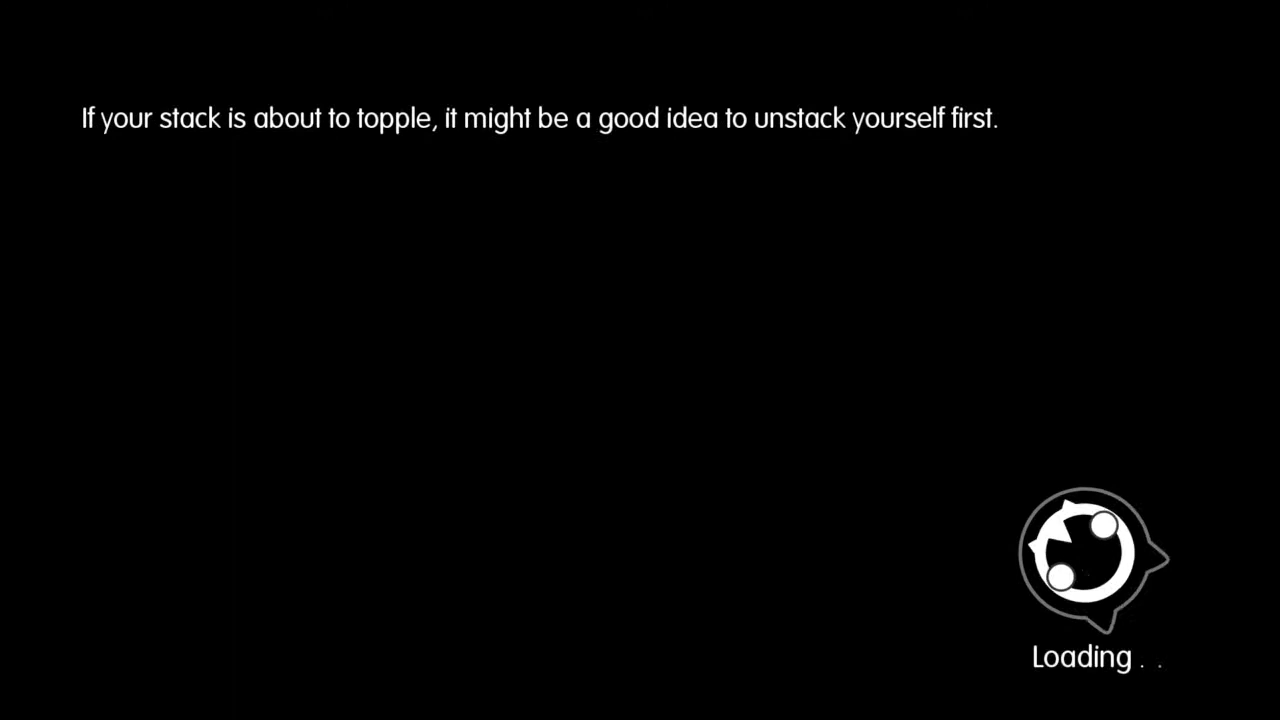 If your stack is about to topple, it might be a good idea to unstack yourself first.
Loading . .